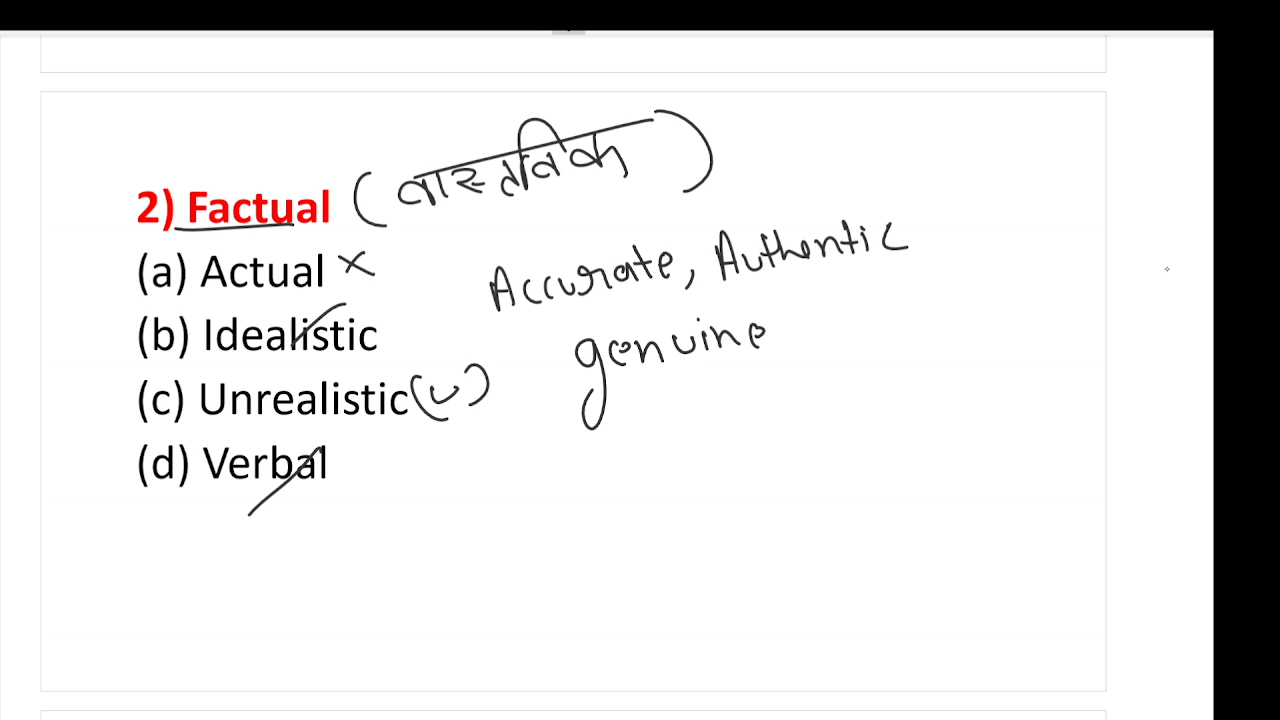 2) Factual (वास्तविक)
(a) Actual ×
(b) Idealistic
(c) Unrealistic (✓)
(d) Verbal
Accurate, Authentic
genuine